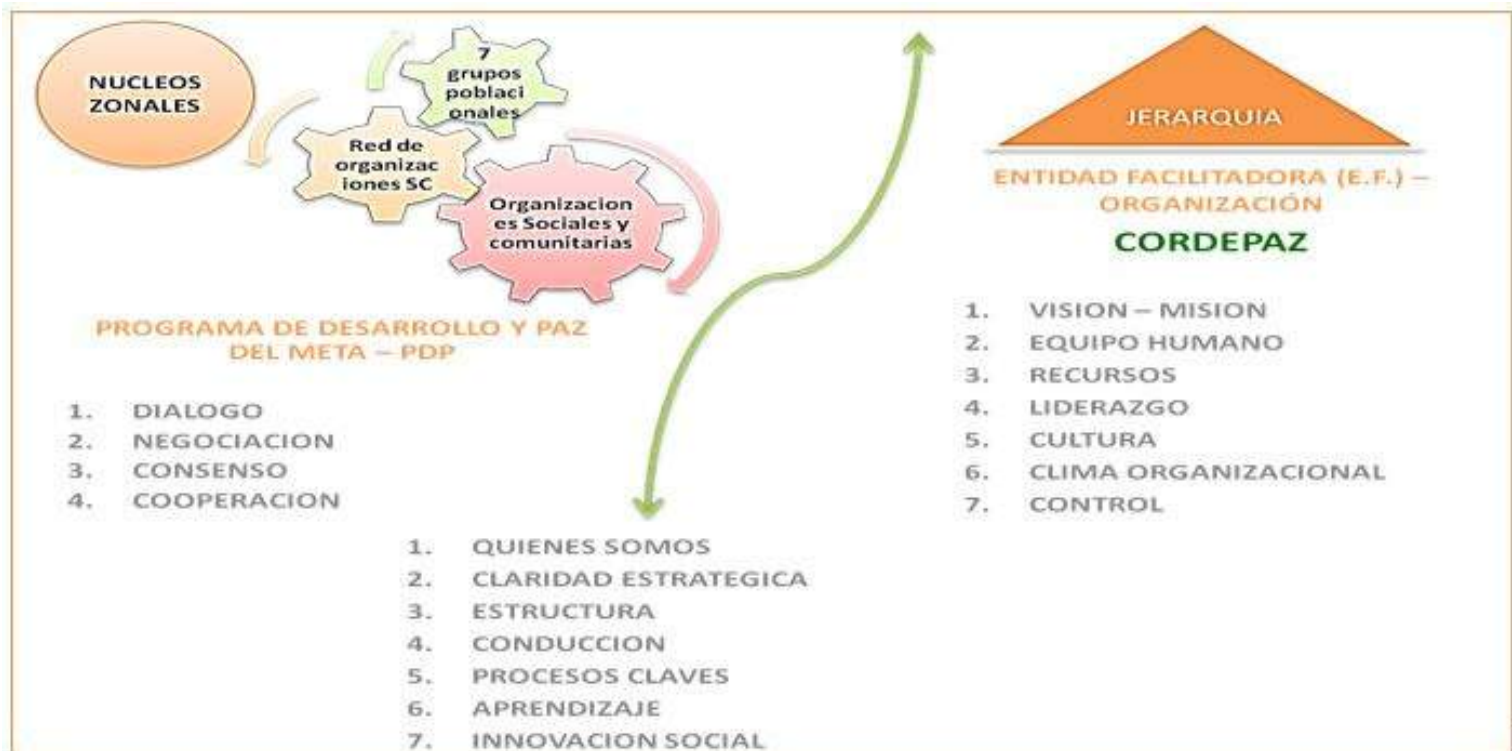 NUCLEOS
ZONALES
7
grupos
poblaci
onales
Red de
organizac
iones SC
Organizacion
es Sociales y
comunitarias
PROGRAMA DE DESARROLLO Y PAZ
DEL META – PDP
1. DIALOGO
2. NEGOCIACION
3. CONSENSO
4. COOPERACION
JERARQUIA
ENTIDAD FACILITADORA (E.F.) –
ORGANIZACIÓN
CORDEPAZ
1. VISION – MISION
2. EQUIPO HUMANO
3. RECURSOS
4. LIDERAZGO
5. CULTURA
6. CLIMA ORGANIZACIONAL
7. CONTROL
1. QUIENES SOMOS
2. CLARIDAD ESTRATEGICA
3. ESTRUCTURA
4. CONDUCCION
5. PROCESOS CLAVES
6. APRENDIZAJE
7. INNOVACION SOCIAL